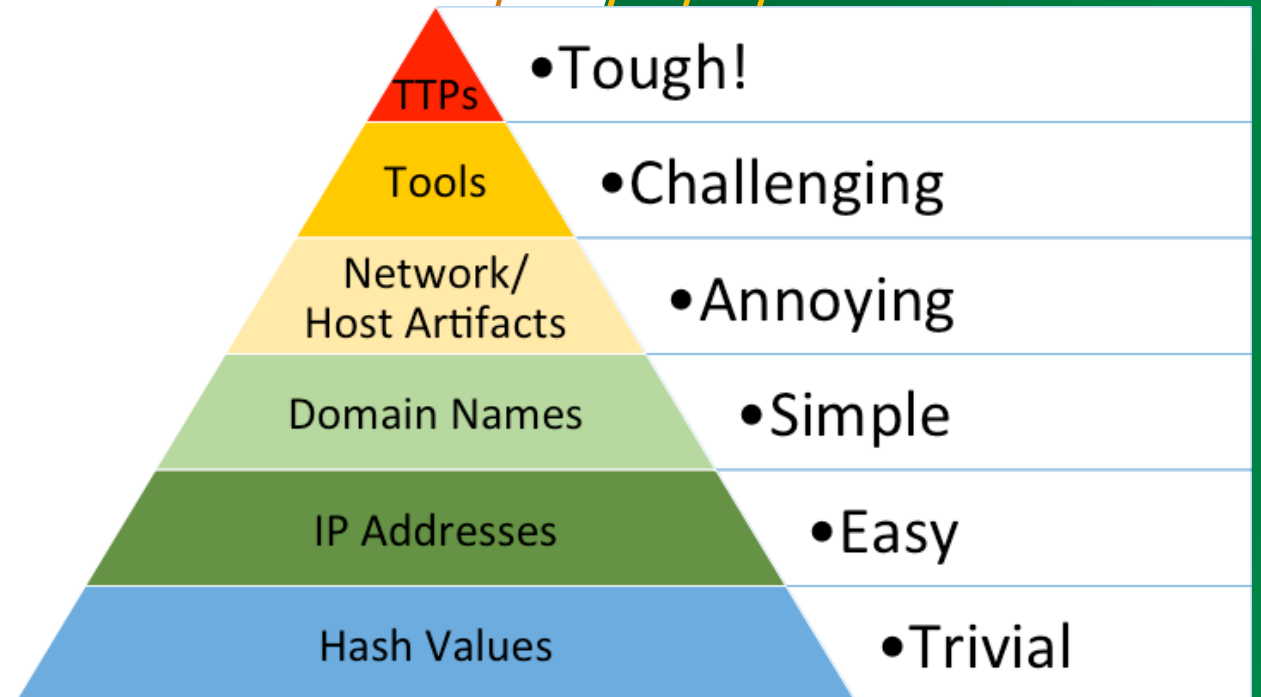 TTPs
•Tough!
Tools
•Challenging
Network/
Host Artifacts
•Annoying
Domain Names
•Simple
IP Addresses
•Easy
Hash Values
•Trivial